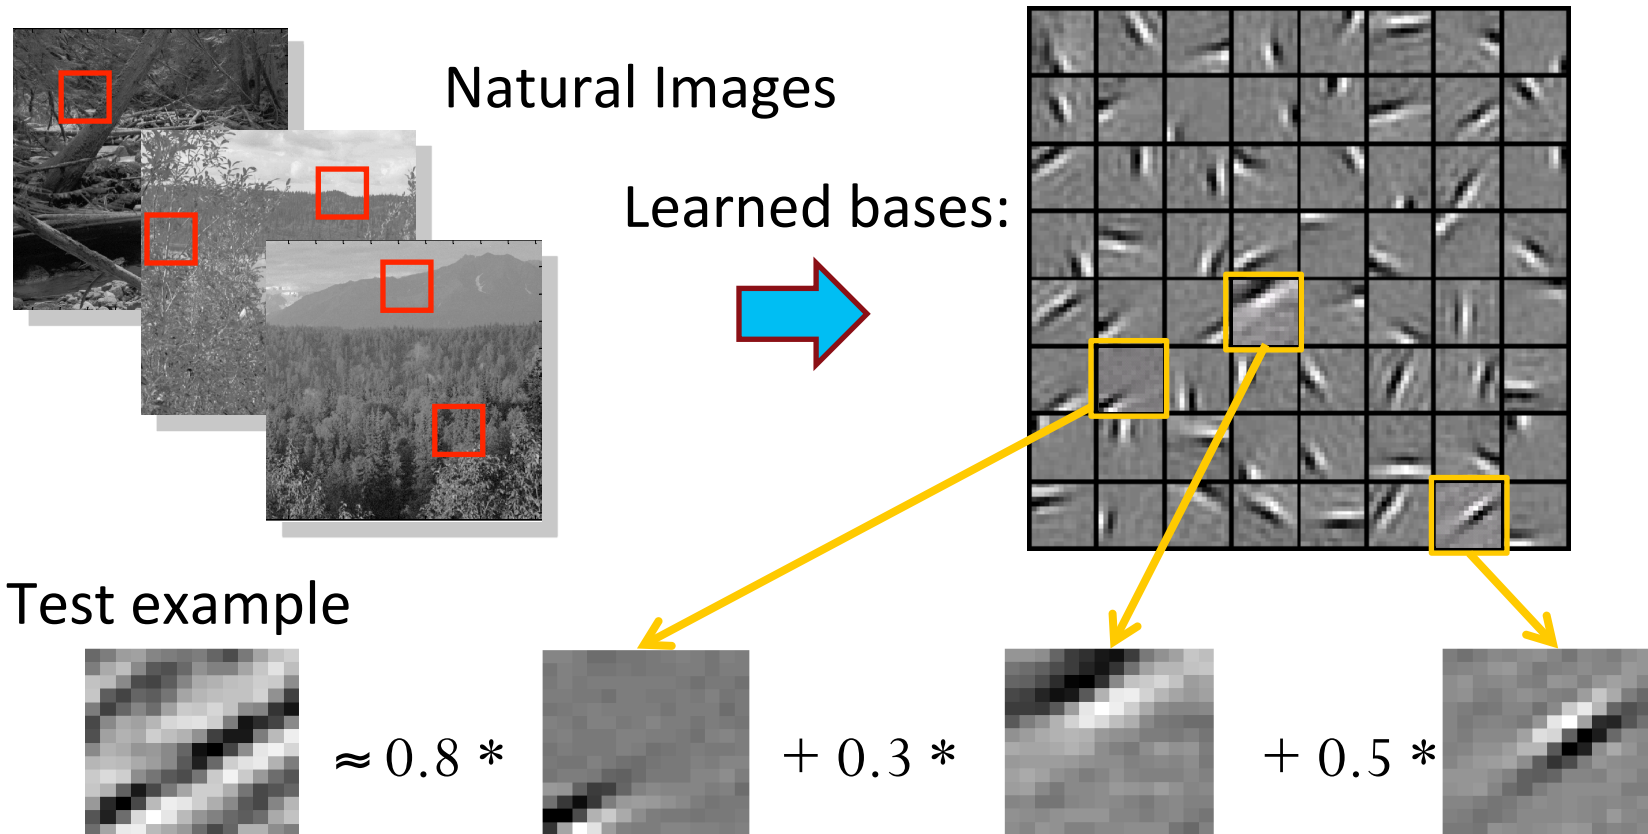 Natural Images
Learned bases:
Test example
≈ 0.8 * + 0.3 * + 0.5 *